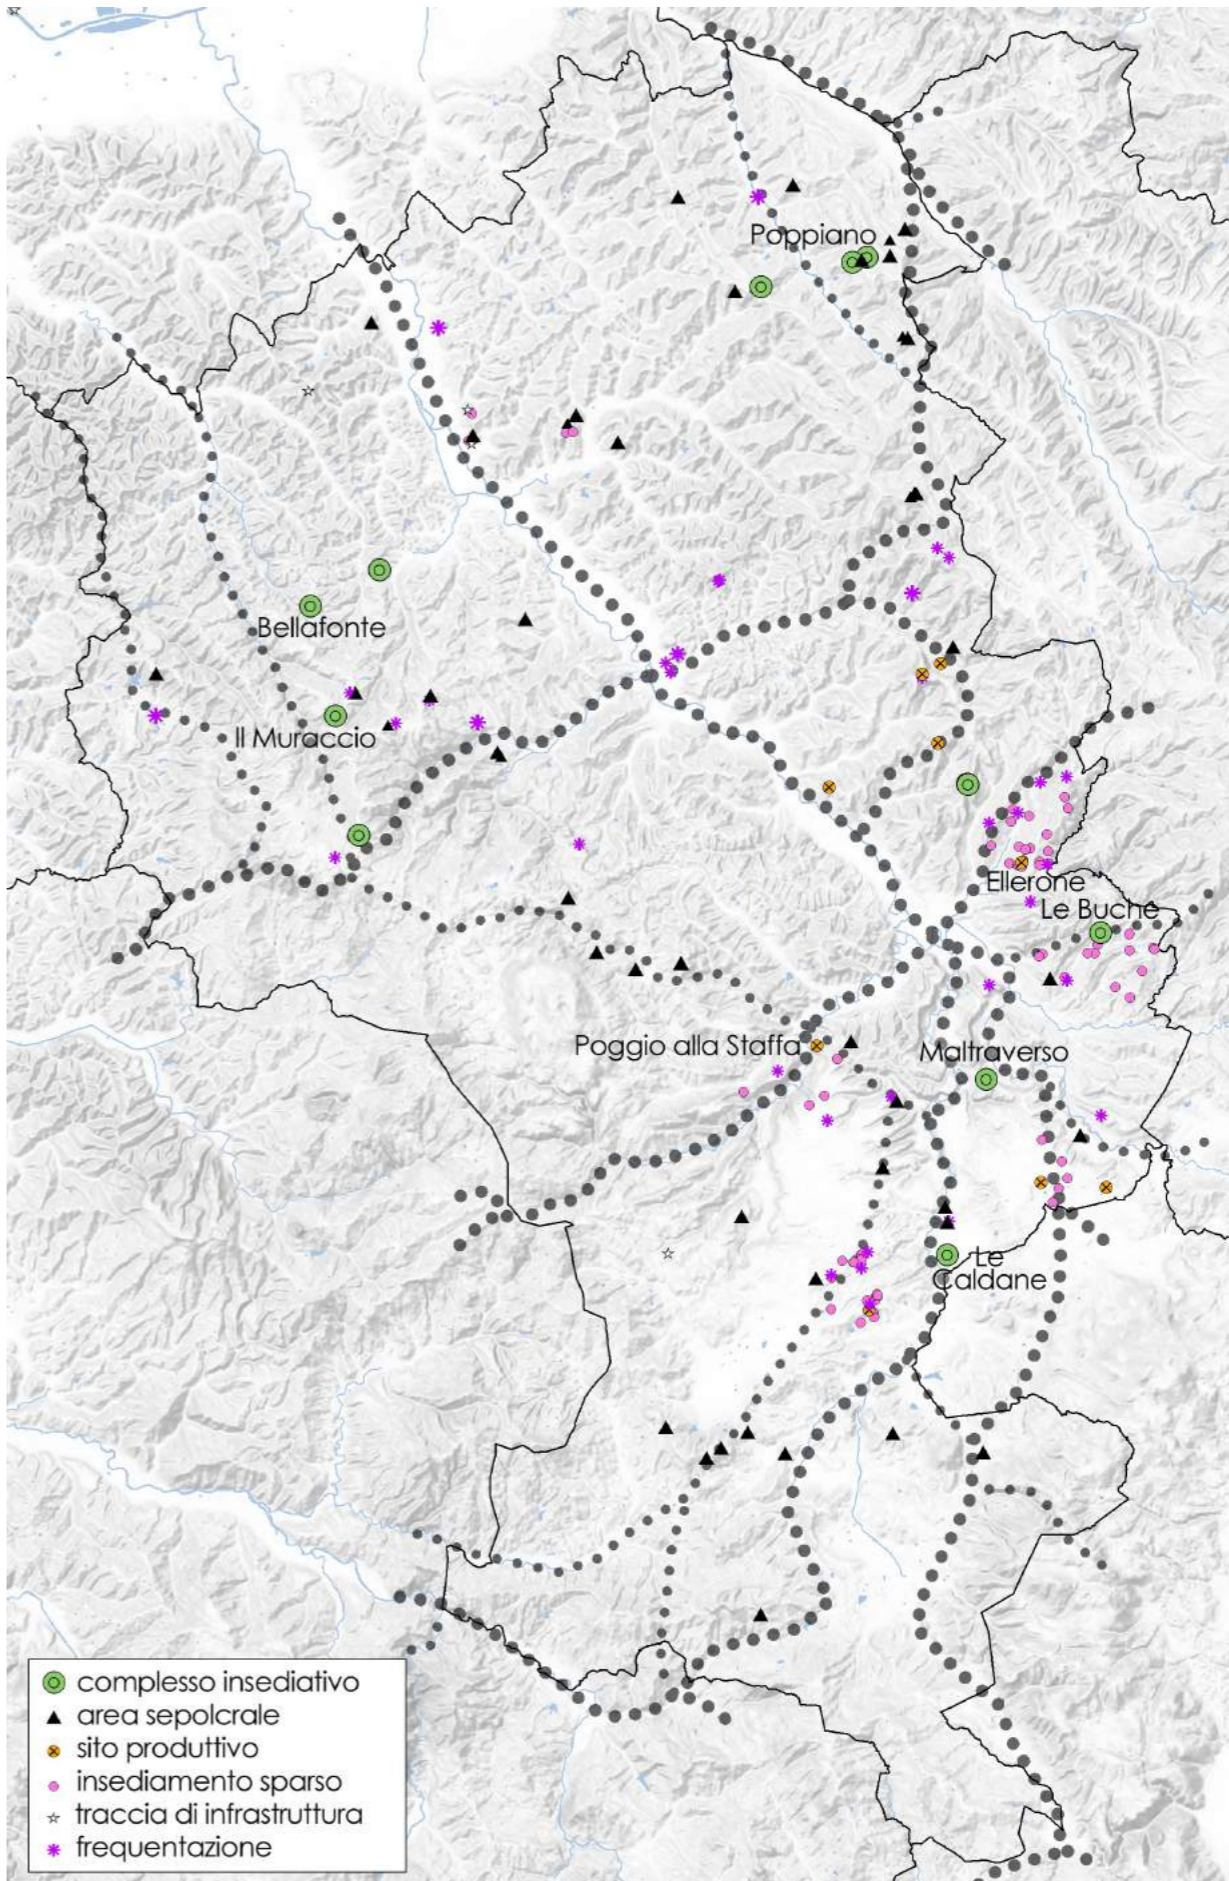 Poppiano
Bellafonte
Il Muraccio
Ellerone
Le Buche
Poggio alla Staffa
Maltraverso
Le
Caldane
complesso insediativo
area sepolcrale
sito produttivo
insediamento sparso
traccia di infrastruttura
frequentazione